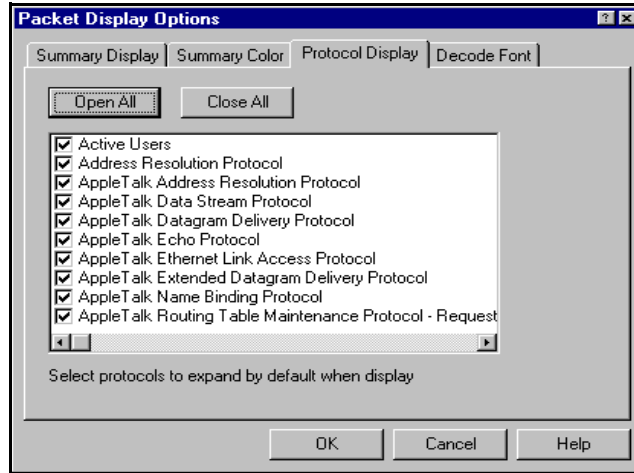 Packet Display Options
Summary Display Summary Color Protocol Display Decode Font
Open All Close All
Active Users
Address Resolution Protocol
AppleTalk Address Resolution Protocol
AppleTalk Data Stream Protocol
AppleTalk Datagram Delivery Protocol
AppleTalk Echo Protocol
AppleTalk Ethernet Link Access Protocol
AppleTalk Extended Datagram Delivery Protocol
AppleTalk Name Binding Protocol
AppleTalk Routing Table Maintenance Protocol - Request
Select protocols to expand by default when display
OK Cancel Help